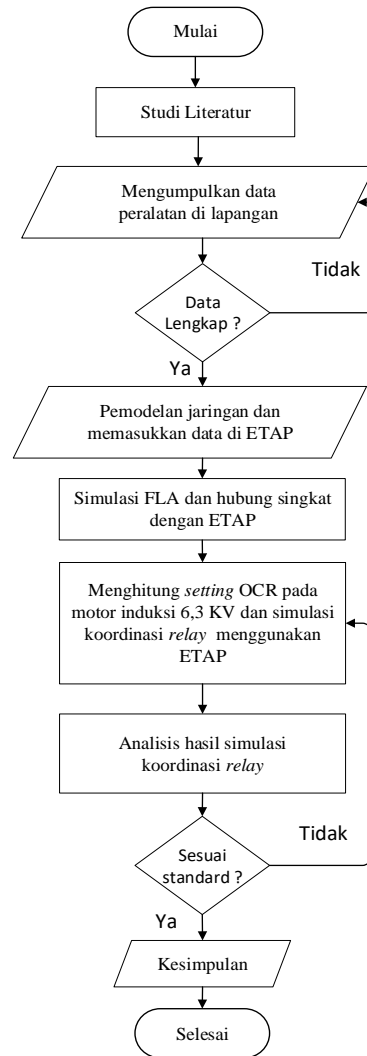 Mulai
Studi Literatur
Mengumpulkan data
peralatan di lapangan
Tidak
Data
Lengkap ?
Ya
Pemodelan jaringan dan
memasukkan data di ETAP
Simulasi FLA dan hubung singkat
dengan ETAP
Menghitung setting OCR pada
motor induksi 6,3 KV dan simulasi
koordinasi relay menggunakan
ETAP
Analisis hasil simulasi
koordinasi relay
Tidak
Sesuai
standard ?
Ya
Kesimpulan
Selesai